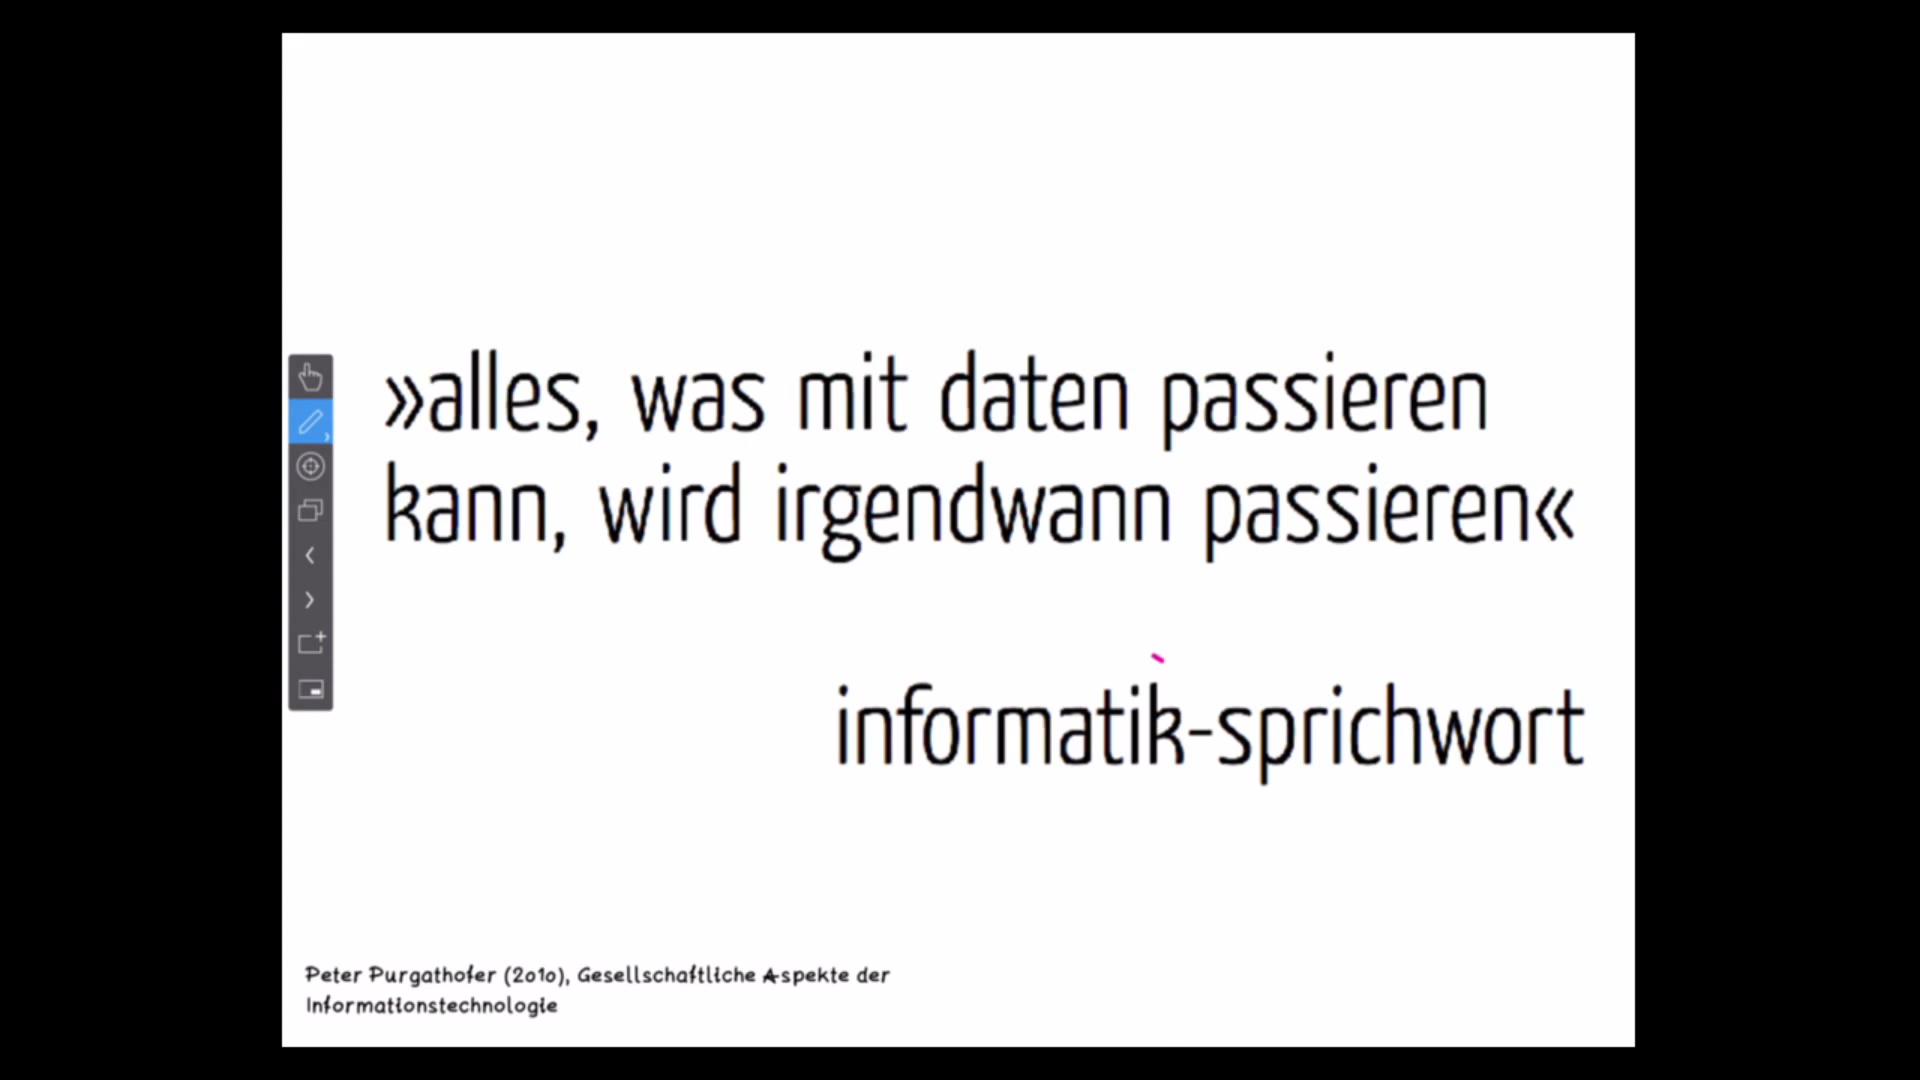 »alles, was mit daten passieren
kann, wird irgendwann passieren«
informatik-sprichwort
Peter Purgathofer (2010), Gesellschaftliche Aspekte der
Informationstechnologie